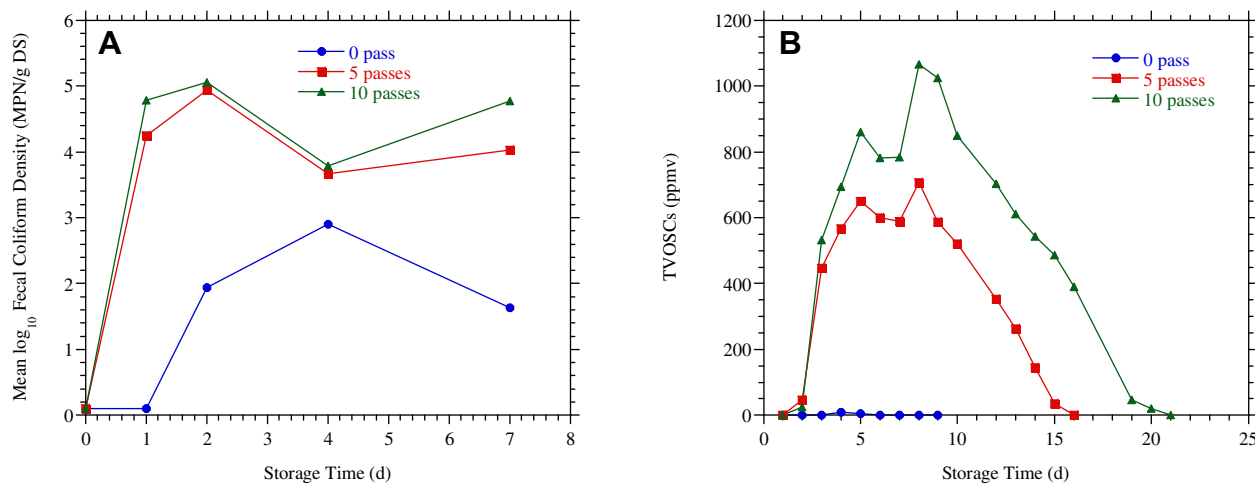 A
0 pass
5 passes
10 passes
Mean log10 Fecal Coliform Density (MPN/g DS)
6
5
4
3
2
1
0
0 1 2 3 4 5 6 7 8
Storage Time (d)
B
0 pass
5 passes
10 passes
TVOSCs (ppmv)
1200
1000
800
600
400
200
0
0 5 10 15 20 25
Storage Time (d)